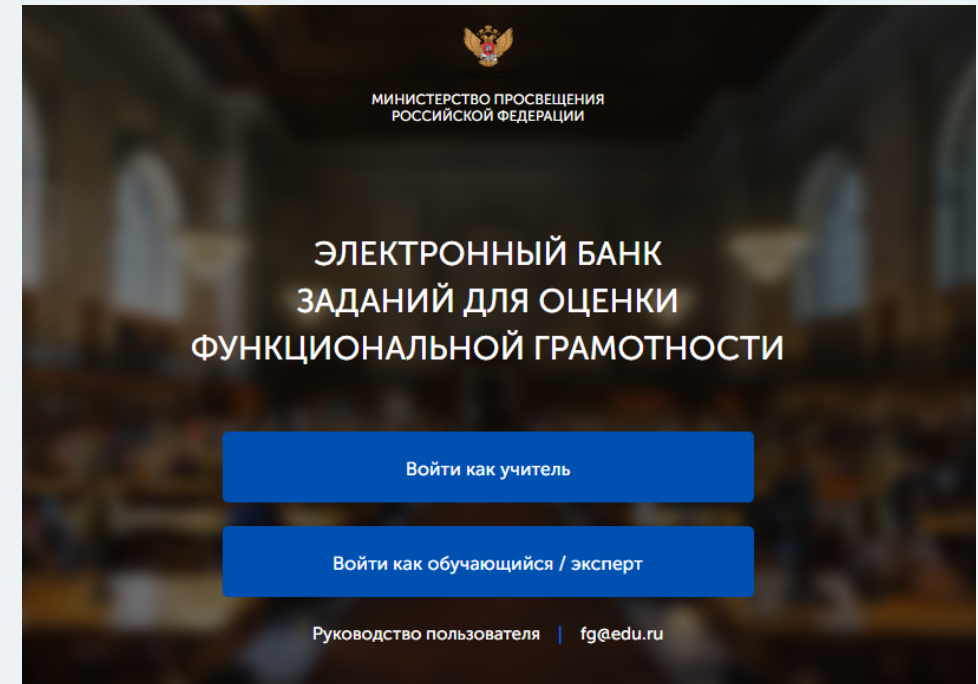 МИНИСТЕРСТВО ПРОСВЕЩЕНИЯ
РОССИЙСКОЙ ФЕДЕРАЦИИ
ЭЛЕКТРОННЫЙ БАНК
ЗАДАНИЙ ДЛЯ ОЦЕНКИ
ФУНКЦИОНАЛЬНОЙ ГРАМОТНОСТИ
Войти как учитель
Войти как обучающийся / эксперт
Руководство пользователя | fg@edu.ru